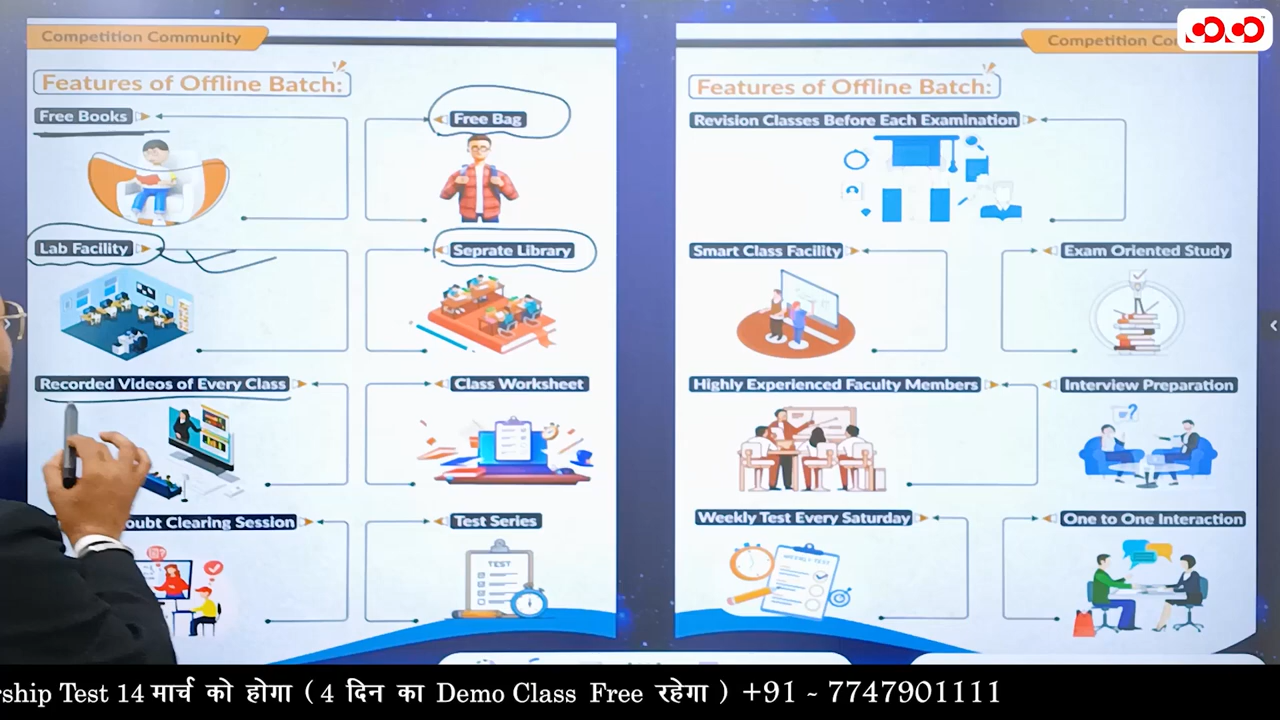 Competition Community
Features of Offline Batch:
Free Books
Free Bag
Lab Facility
Seprate Library
Recorded Videos of Every Class
Class Worksheet
Clearing Session
Test Series
TEST
Competition
Features of Offline Batch:
Revision Classes Before Each Examination
Smart Class Facility
Exam Oriented Study
Highly Experienced Faculty Members
Interview Preparation
?
Weekly Test Every Saturday
One to One Interaction
WEEKLY TEST
Test 14 मार्च को होगा ( 4 दिन का Demo Class Free रहेगा ) +91 - 7747901111